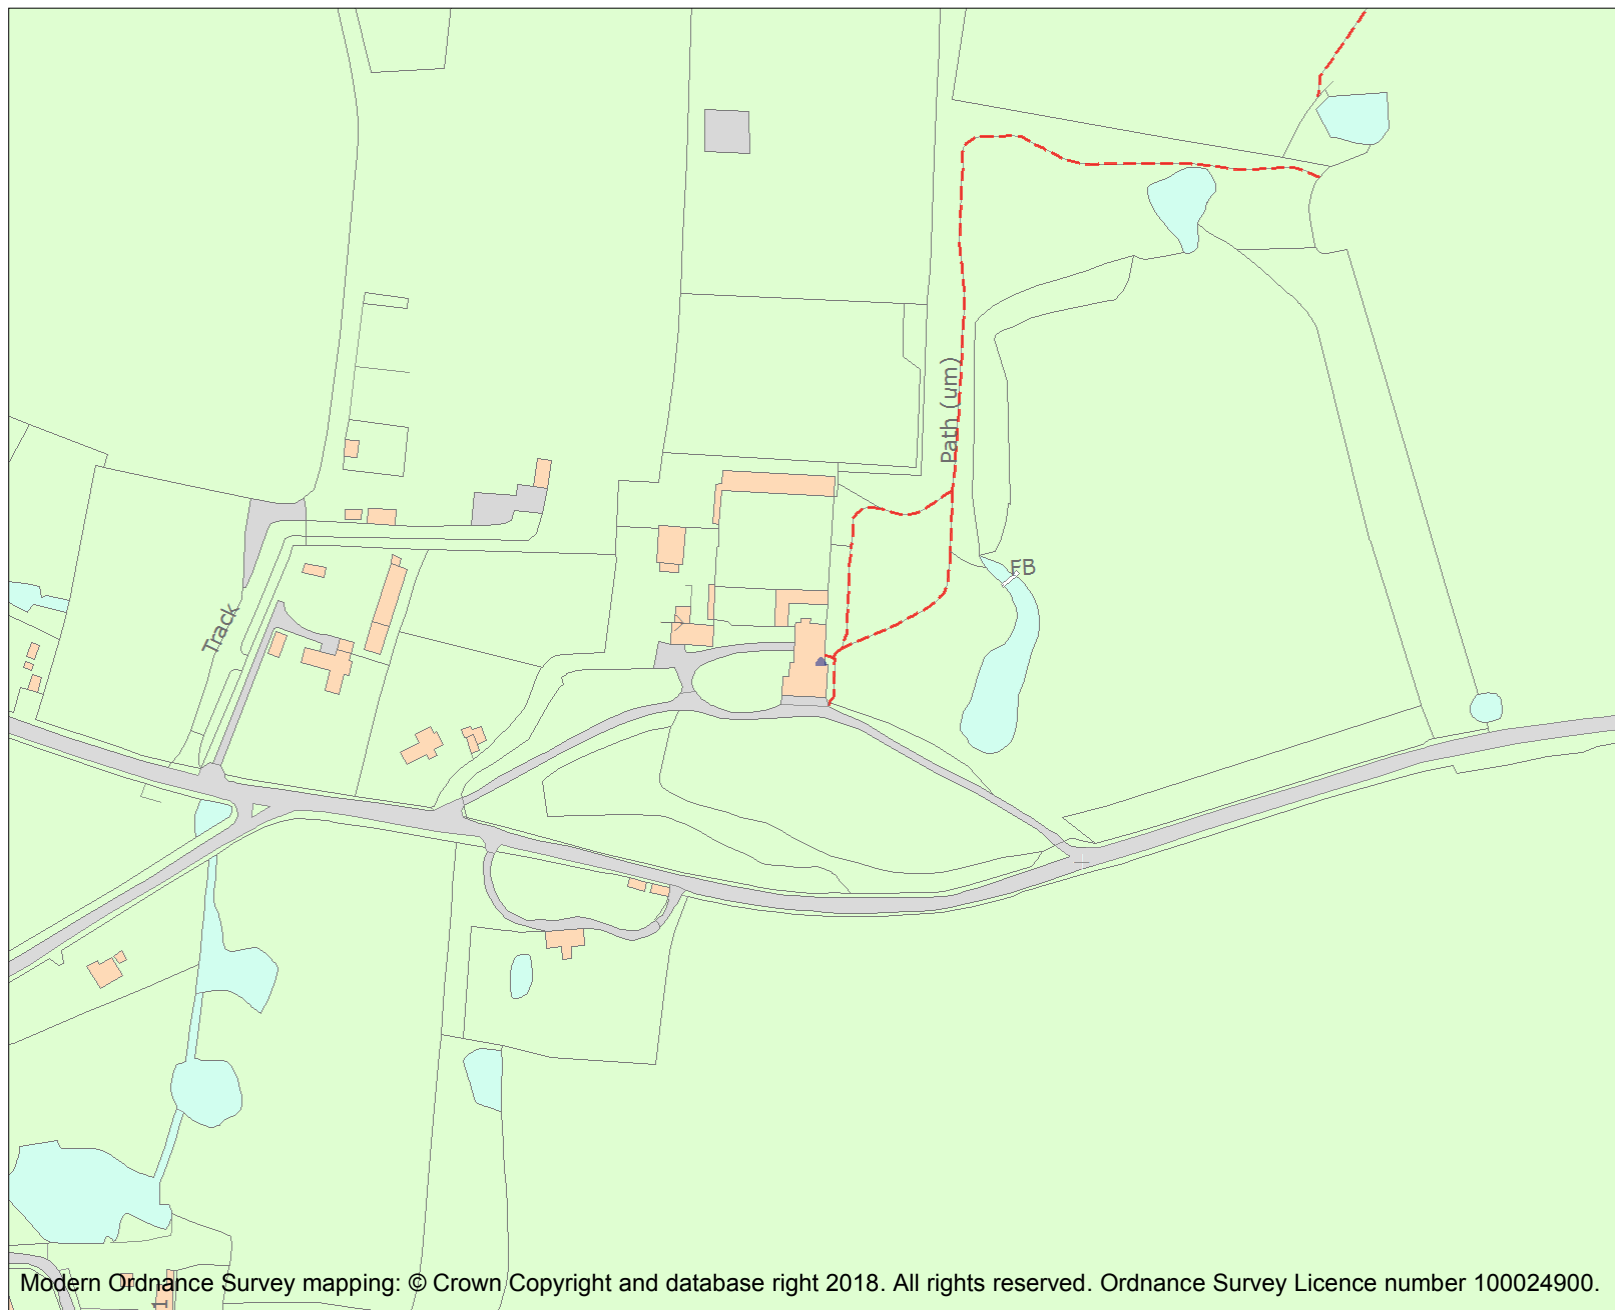 Path (um)
FB
Track
1
Modern Ordnance Survey mapping: © Crown Copyright and database right 2018. All rights reserved. Ordnance Survey Licence number 100024900.